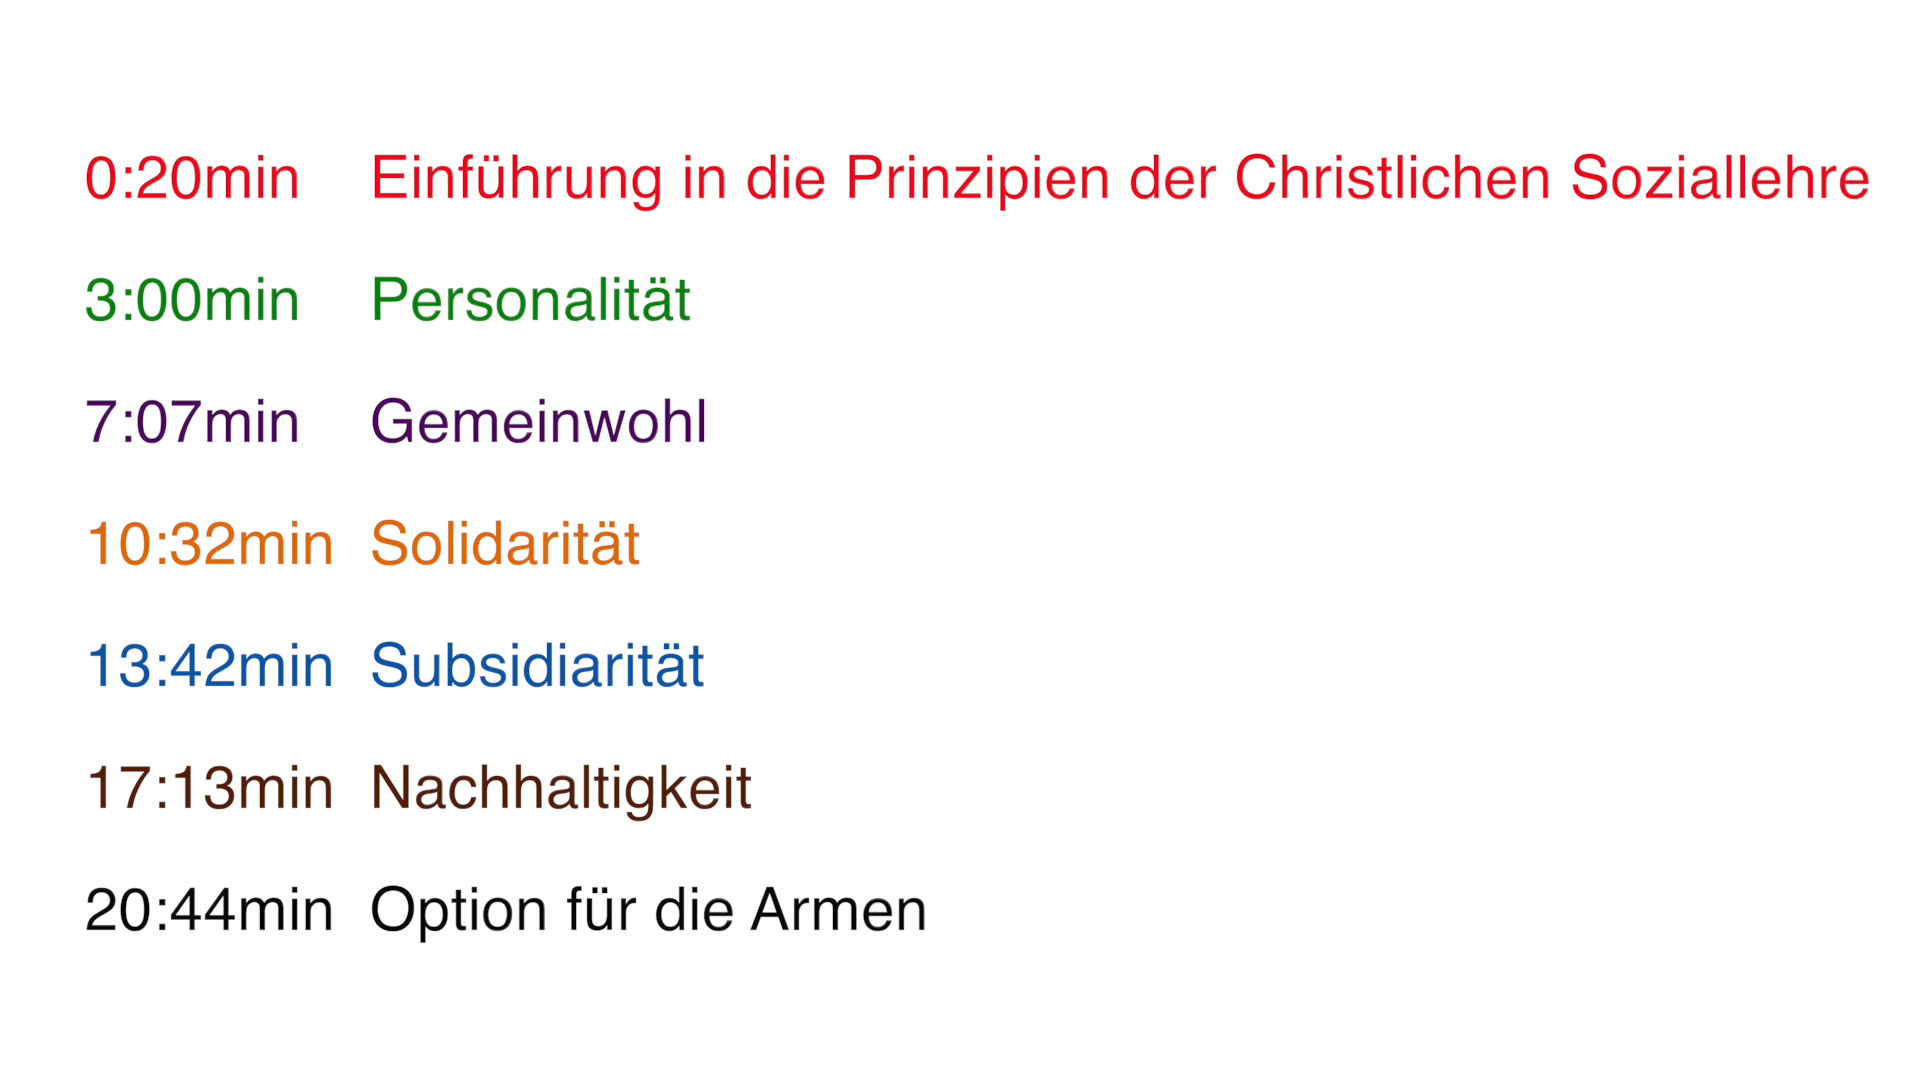 0:20min Einführung in die Prinzipien der Christlichen Soziallehre
3:00min Personalität
7:07min Gemeinwohl
10:32min Solidarität
13:42min Subsidiarität
17:13min Nachhaltigkeit
20:44min Option für die Armen